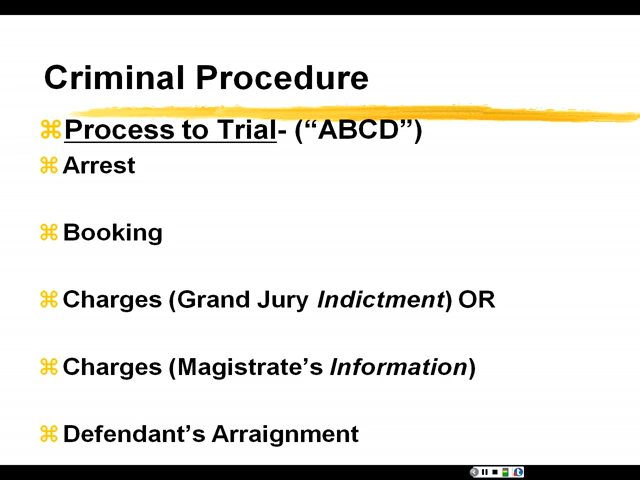 Criminal Procedure
⌘Process to Trial- (“ABCD”)
⌘Arrest
⌘Booking
⌘Charges (Grand Jury Indictment) OR
⌘Charges (Magistrate’s Information)
⌘Defendant’s Arraignment